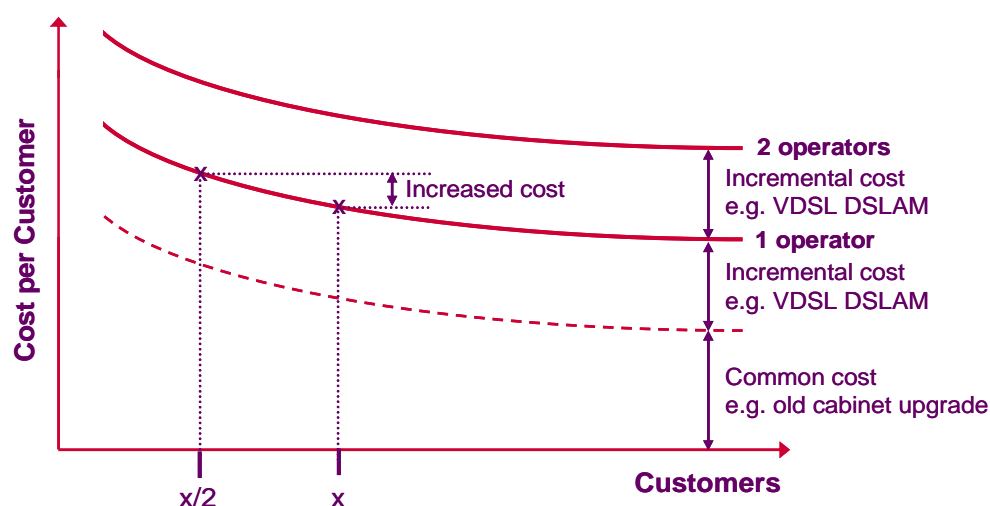 Cost per Customer
2 operators
Incremental cost
e.g. VDSL DSLAM
x
Increased cost
x
1 operator
Incremental cost
e.g. VDSL DSLAM
Common cost
e.g. old cabinet upgrade
Customers
x/2
x